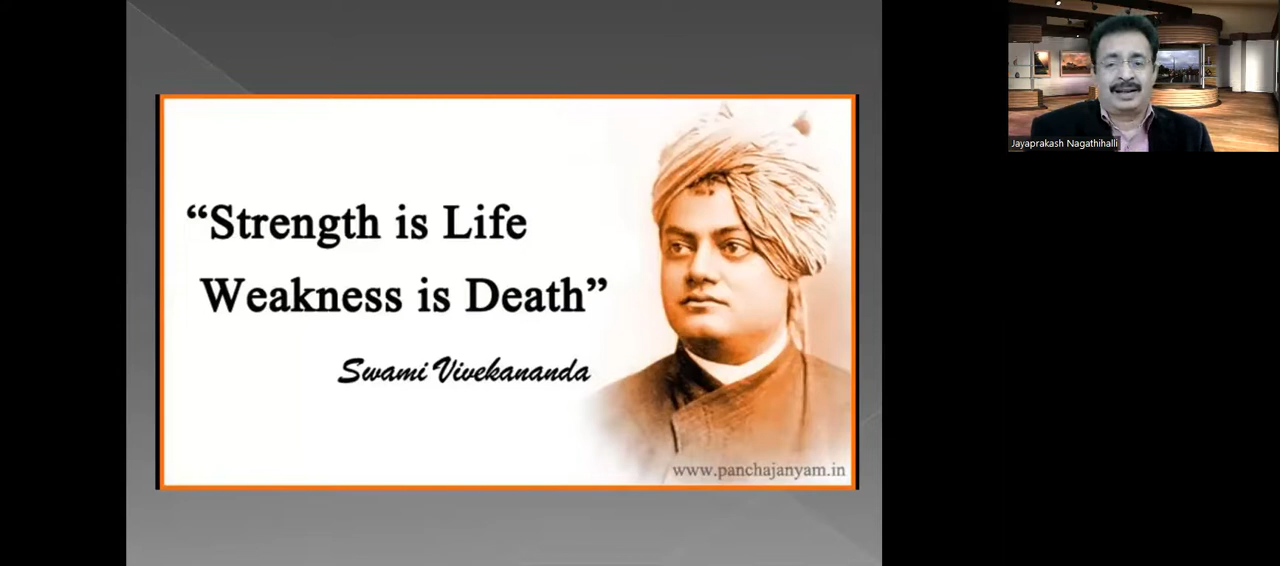 “Strength is Life
Weakness is Death”
Swami Vivekananda
www.panchajanyam.in
Jayaprakash Nagathihalli